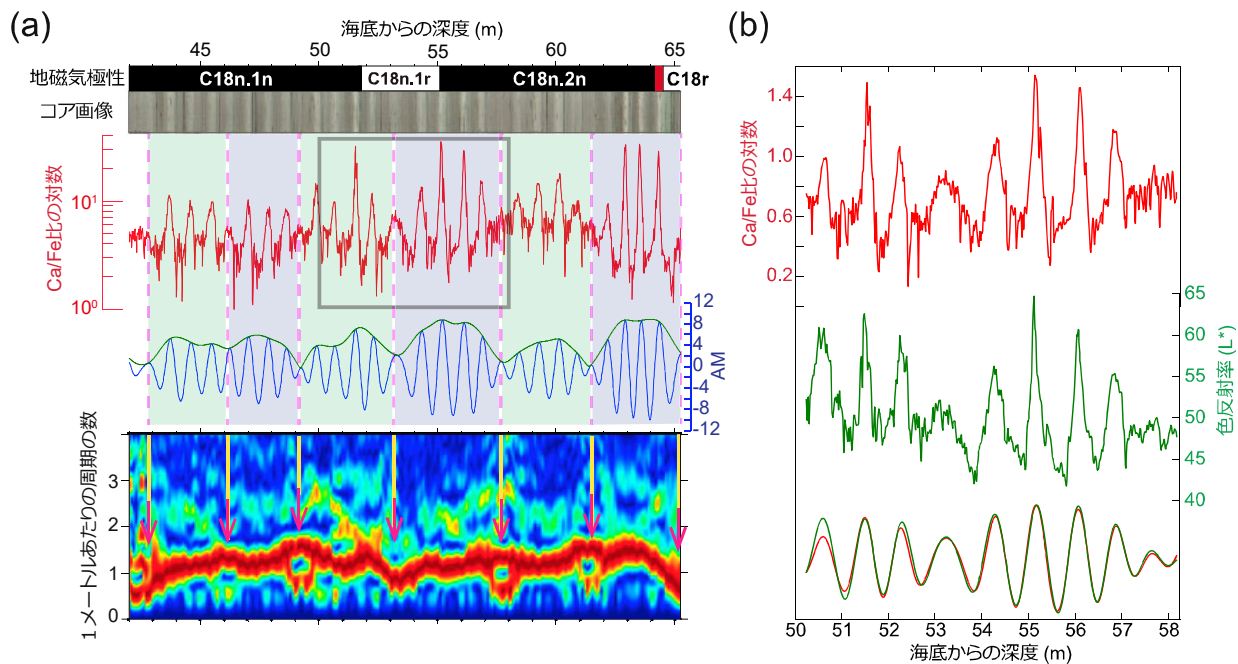 (a)
海底からの深度 (m)
45 50 55 60 65
地磁気極性 C18n.1n C18n.1r C18n.2n C18r
コア画像
Ca/Fe比の対数
10¹
10⁰
12
8
4
0
-4
-8
-12
AM
1メートルあたりの周期の数
3
2
1
0
(b)
Ca/Fe比の対数
1.4
1.0
0.6
0.2
65
60
55
50
45
40
色反射率 (L*)
50 51 52 53 54 55 56 57 58
海底からの深度 (m)